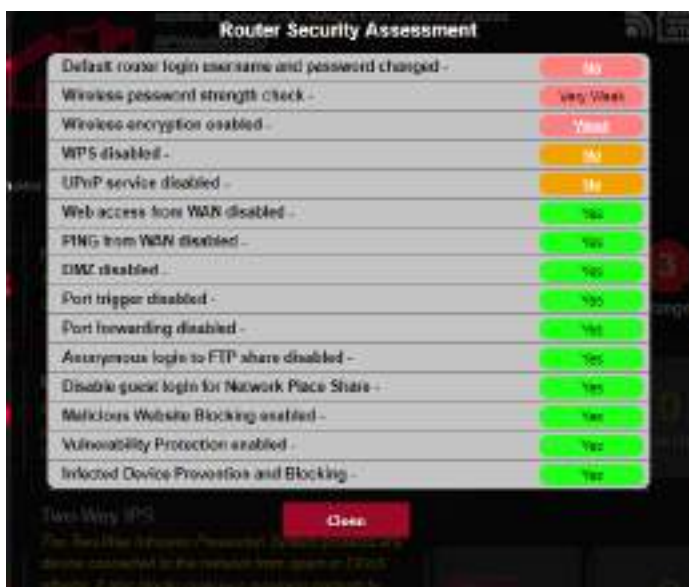 Router Security Assessment
Default router login username and password changed - No
Wireless password strength check - Very Weak
Wireless encryption enabled - Weak
WPS disabled - No
UPnP service disabled - No
Web access from WAN disabled - Yes
PING from WAN disabled - Yes
DMZ disabled - Yes
Port trigger disabled - Yes
Port forwarding disabled - Yes
Anonymous login to FTP share disabled - Yes
Disable guest login for Network Place Share - Yes
Malicious Website Blocking enabled - Yes
Vulnerability Protection enabled - Yes
Infected Device Prevention and Blocking - Yes
3
Two-Way IPS
Close